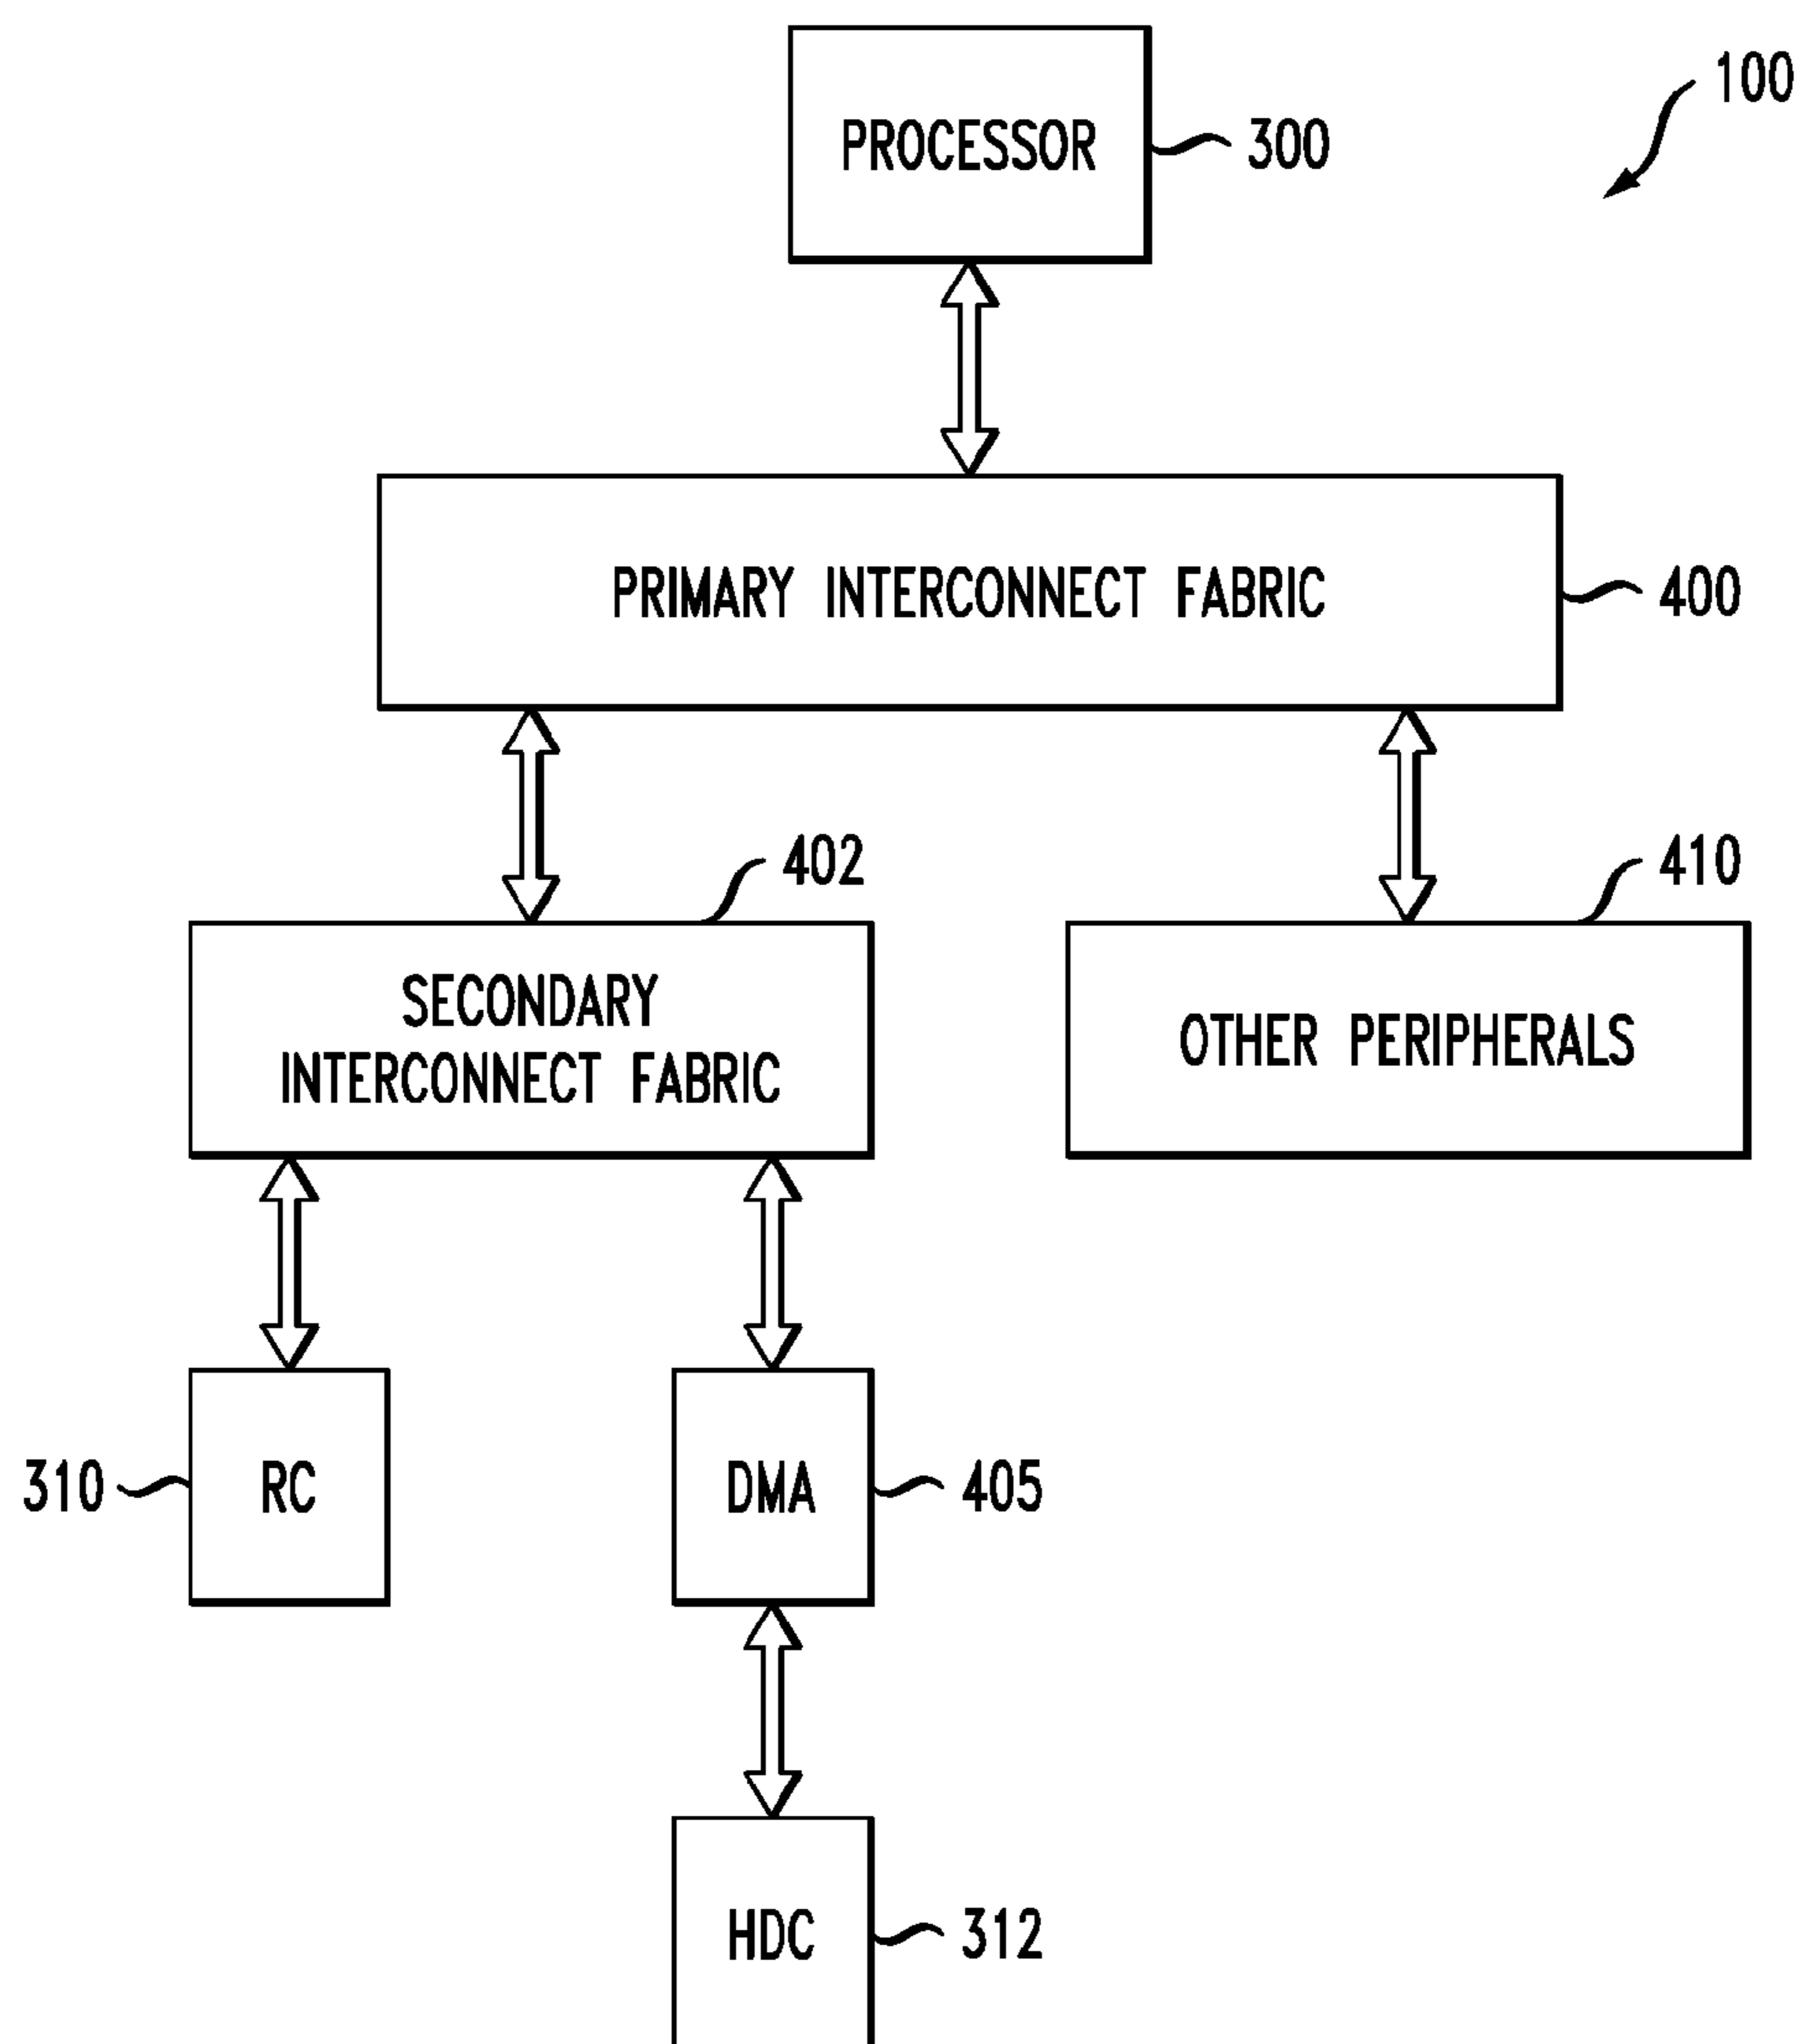 100
PROCESSOR
300
PRIMARY INTERCONNECT FABRIC
400
402
410
SECONDARY
INTERCONNECT FABRIC
OTHER PERIPHERALS
310
RC
DMA
405
HDC
312